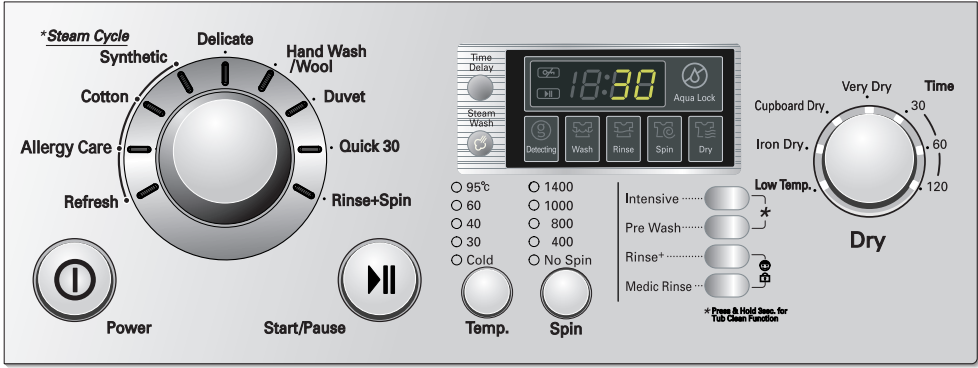 *Steam Cycle
Synthetic
Delicate
Hand Wash
/Wool
Cotton
Duvet
Allergy Care
Quick 30
Refresh
Rinse+Spin
Power
Start/Pause
Time
Delay
Steam
Wash
18:30
Aqua Lock
Detecting
Wash
Rinse
Spin
Dry
95℃
60
40
30
Cold
Temp.
1400
1000
800
400
No Spin
Spin
Intensive
Pre Wash
Rinse+
Medic Rinse
*
*Press & Hold 3sec. for
Tub Clean Function
Very Dry
Time
Cupboard Dry
30
Iron Dry
60
Low Temp.
120
Dry